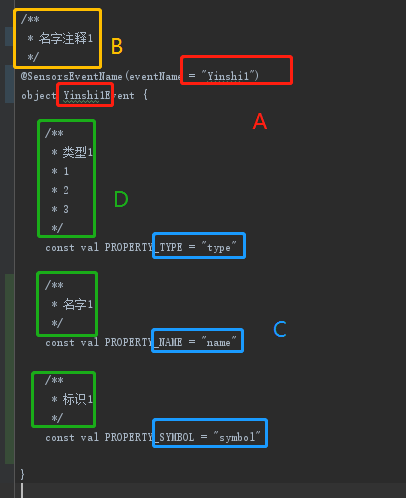 /**
 * 名字注释1
 */
B
@SensorsEventName(eventName = "Yinshi1")
object Yinshi1Event {
A
/**
 * 类型1
 * 1
 * 2
 * 3
 */
D
const val PROPERTY_TYPE = "type"
/**
 * 名字1
 */
C
const val PROPERTY_NAME = "name"
/**
 * 标识1
 */
const val PROPERTY_SYMBOL = "symbol"
}